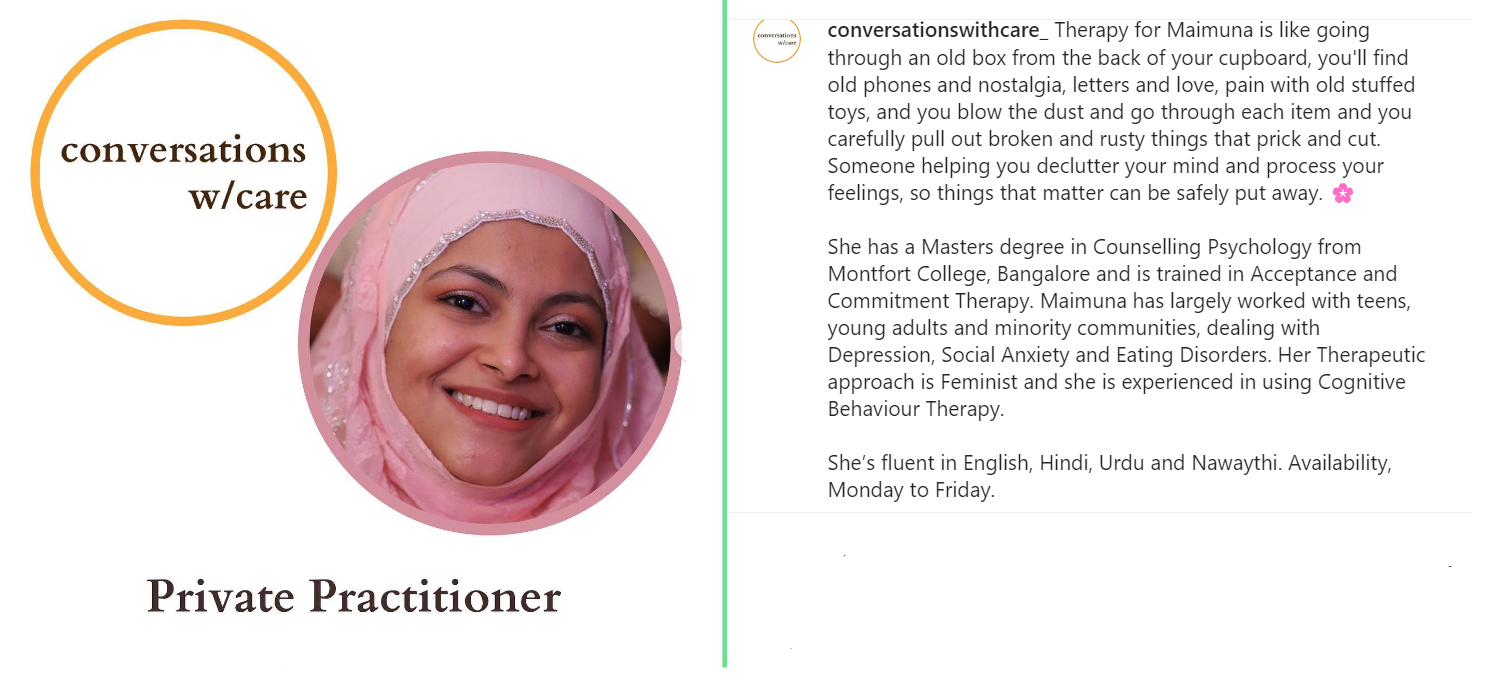 conversations
w/care
Private Practitioner
conversations
w/care
conversationswithcare_ Therapy for Maimuna is like going
through an old box from the back of your cupboard, you'll find
old phones and nostalgia, letters and love, pain with old stuffed
toys, and you blow the dust and go through each item and you
carefully pull out broken and rusty things that prick and cut.
Someone helping you declutter your mind and process your
feelings, so things that matter can be safely put away. 🌸
She has a Masters degree in Counselling Psychology from
Montfort College, Bangalore and is trained in Acceptance and
Commitment Therapy. Maimuna has largely worked with teens,
young adults and minority communities, dealing with
Depression, Social Anxiety and Eating Disorders. Her Therapeutic
approach is Feminist and she is experienced in using Cognitive
Behaviour Therapy.
She’s fluent in English, Hindi, Urdu and Nawaythi. Availability,
Monday to Friday.